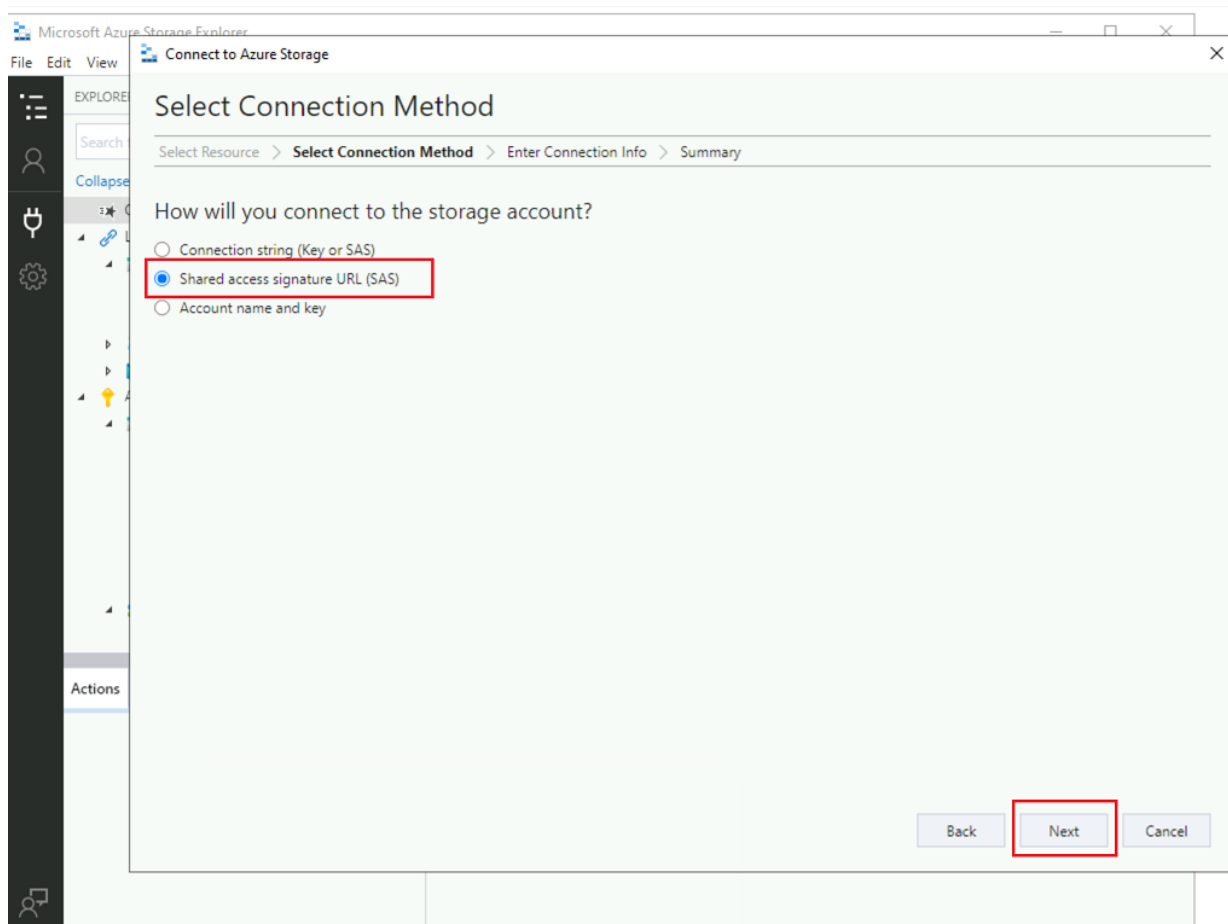 Microsoft Azure Storage Explorer
File Edit View
Connect to Azure Storage
EXPLORE
Select Connection Method
Search
Select Resource > Select Connection Method > Enter Connection Info > Summary
Collapse
How will you connect to the storage account?
Connection string (Key or SAS)
Shared access signature URL (SAS)
Account name and key
Actions
Back Next Cancel